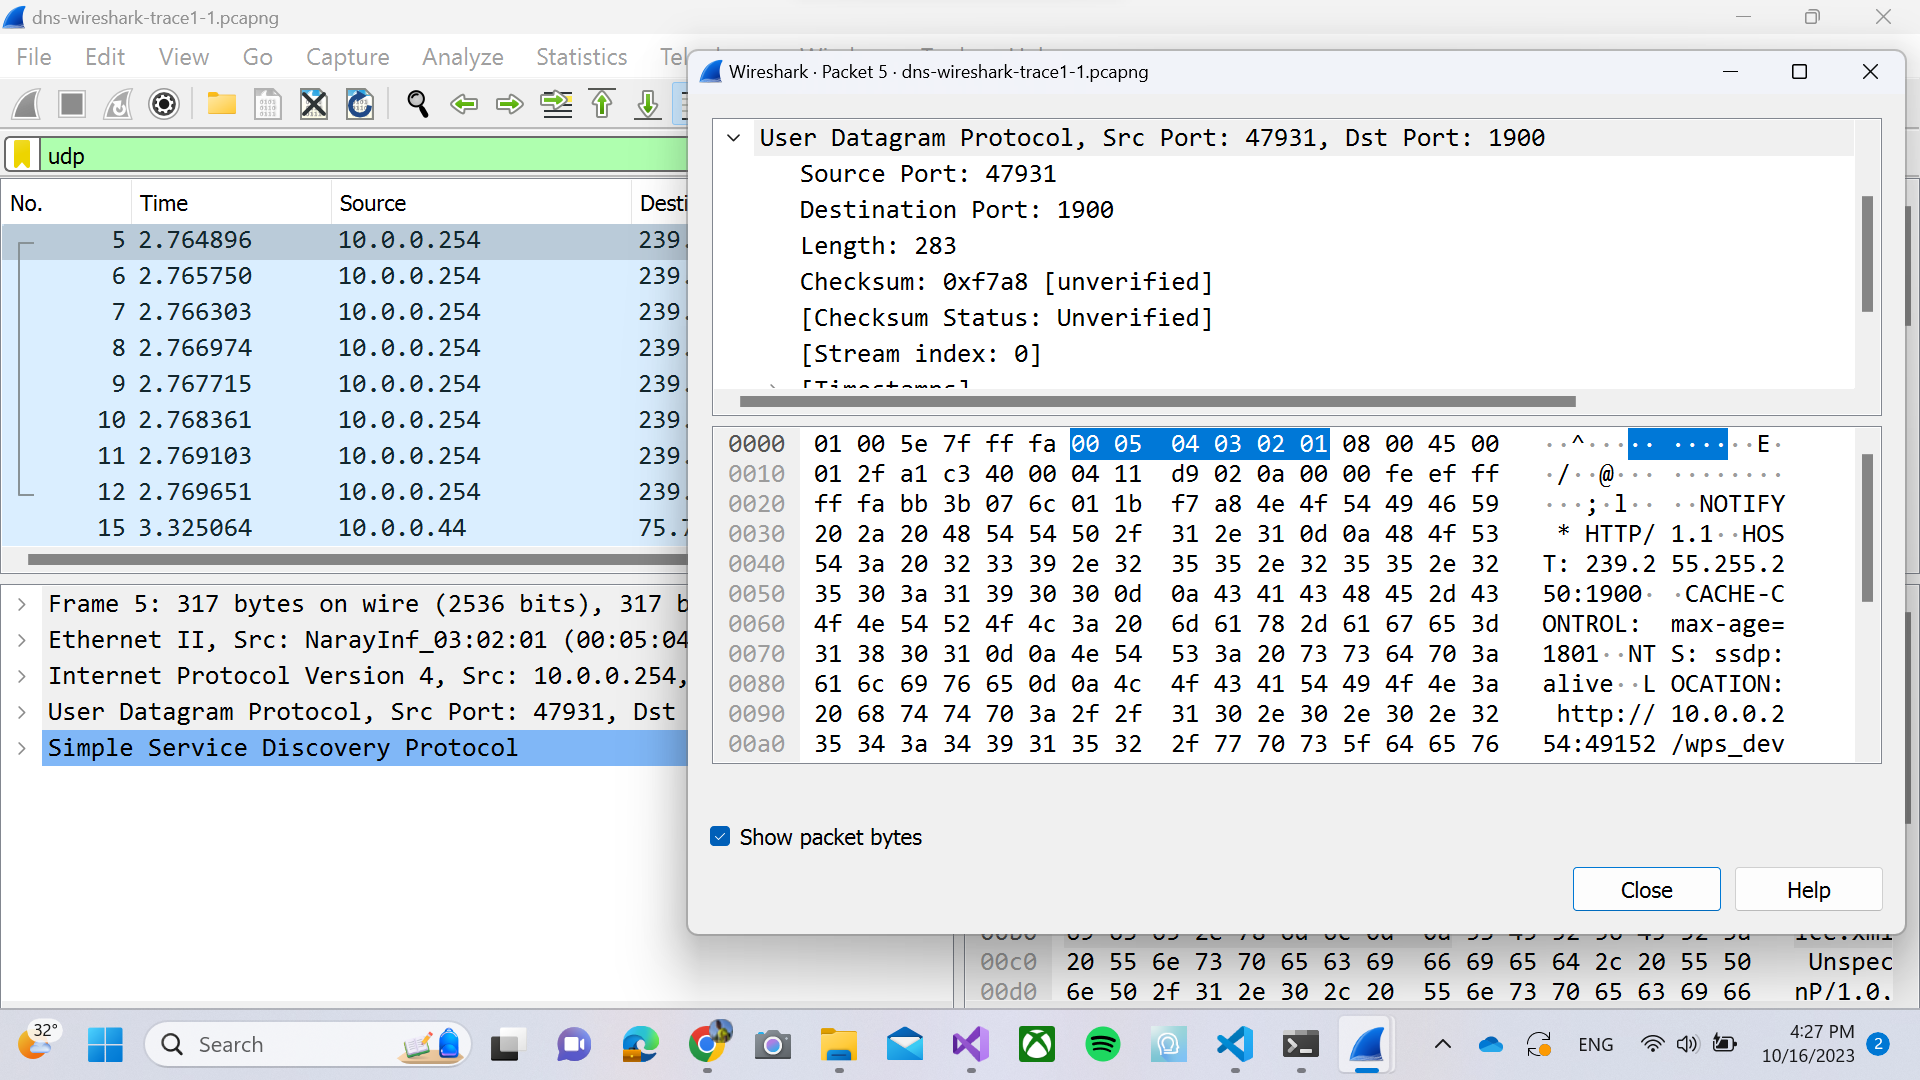 dns-wireshark-trace1-1.pcapng
File Edit View Go Capture Analyze Statistics
udp
No. Time Source Desti
5 2.764896 10.0.0.254 239.
6 2.765750 10.0.0.254 239.
7 2.766303 10.0.0.254 239.
8 2.766974 10.0.0.254 239.
9 2.767715 10.0.0.254 239.
10 2.768361 10.0.0.254 239.
11 2.769103 10.0.0.254 239.
12 2.769651 10.0.0.254 239.
15 3.325064 10.0.0.44 75.7
Frame 5: 317 bytes on wire (2536 bits), 317 b
Ethernet II, Src: NarayInf_03:02:01 (00:05:04
Internet Protocol Version 4, Src: 10.0.0.254,
User Datagram Protocol, Src Port: 47931, Dst
Simple Service Discovery Protocol
Wireshark · Packet 5 · dns-wireshark-trace1-1.pcapng
User Datagram Protocol, Src Port: 47931, Dst Port: 1900
Source Port: 47931
Destination Port: 1900
Length: 283
Checksum: 0xf7a8 [unverified]
[Checksum Status: Unverified]
[Stream index: 0]
[Timestamps]
0000 01 00 5e 7f ff fa 00 05 04 03 02 01 08 00 45 00 ··^··· ·· ······E·
0010 01 2f a1 c3 40 00 04 11 d9 02 0a 00 00 fe ef ff ·/··@··· ········
0020 ff fa bb 3b 07 6c 01 1b f7 a8 4e 4f 54 49 46 59 ···;·l·· ··NOTIFY
0030 20 2a 20 48 54 54 50 2f 31 2e 31 0d 0a 48 4f 53 * HTTP/ 1.1··HOS
0040 54 3a 20 32 33 39 2e 32 35 35 2e 32 35 35 2e 32 T: 239.2 55.255.2
0050 35 30 3a 31 39 30 30 0d 0a 43 41 43 48 45 2d 43 50:1900· ·CACHE-C
0060 4f 4e 54 52 4f 4c 3a 20 6d 61 78 2d 61 67 65 3d ONTROL: max-age=
0070 31 38 30 31 0d 0a 4e 54 53 3a 20 73 73 64 70 3a 1801··NT S: ssdp:
0080 61 6c 69 76 65 0d 0a 4c 4f 43 41 54 49 4f 4e 3a alive··L OCATION:
0090 20 68 74 74 70 3a 2f 2f 31 30 2e 30 2e 30 2e 32 http:// 10.0.0.2
00a0 35 34 3a 34 39 31 35 32 2f 77 70 73 5f 64 65 76 54:49152 /wps_dev
Show packet bytes
Close Help
00c0 20 55 6e 73 70 65 63 69 66 69 65 64 2c 20 55 50 Unspec
00d0 6e 50 2f 31 2e 30 2c 20 55 6e 73 70 65 63 69 66 nP/1.0,
32°
Search
ENG
4:27 PM
10/16/2023
2